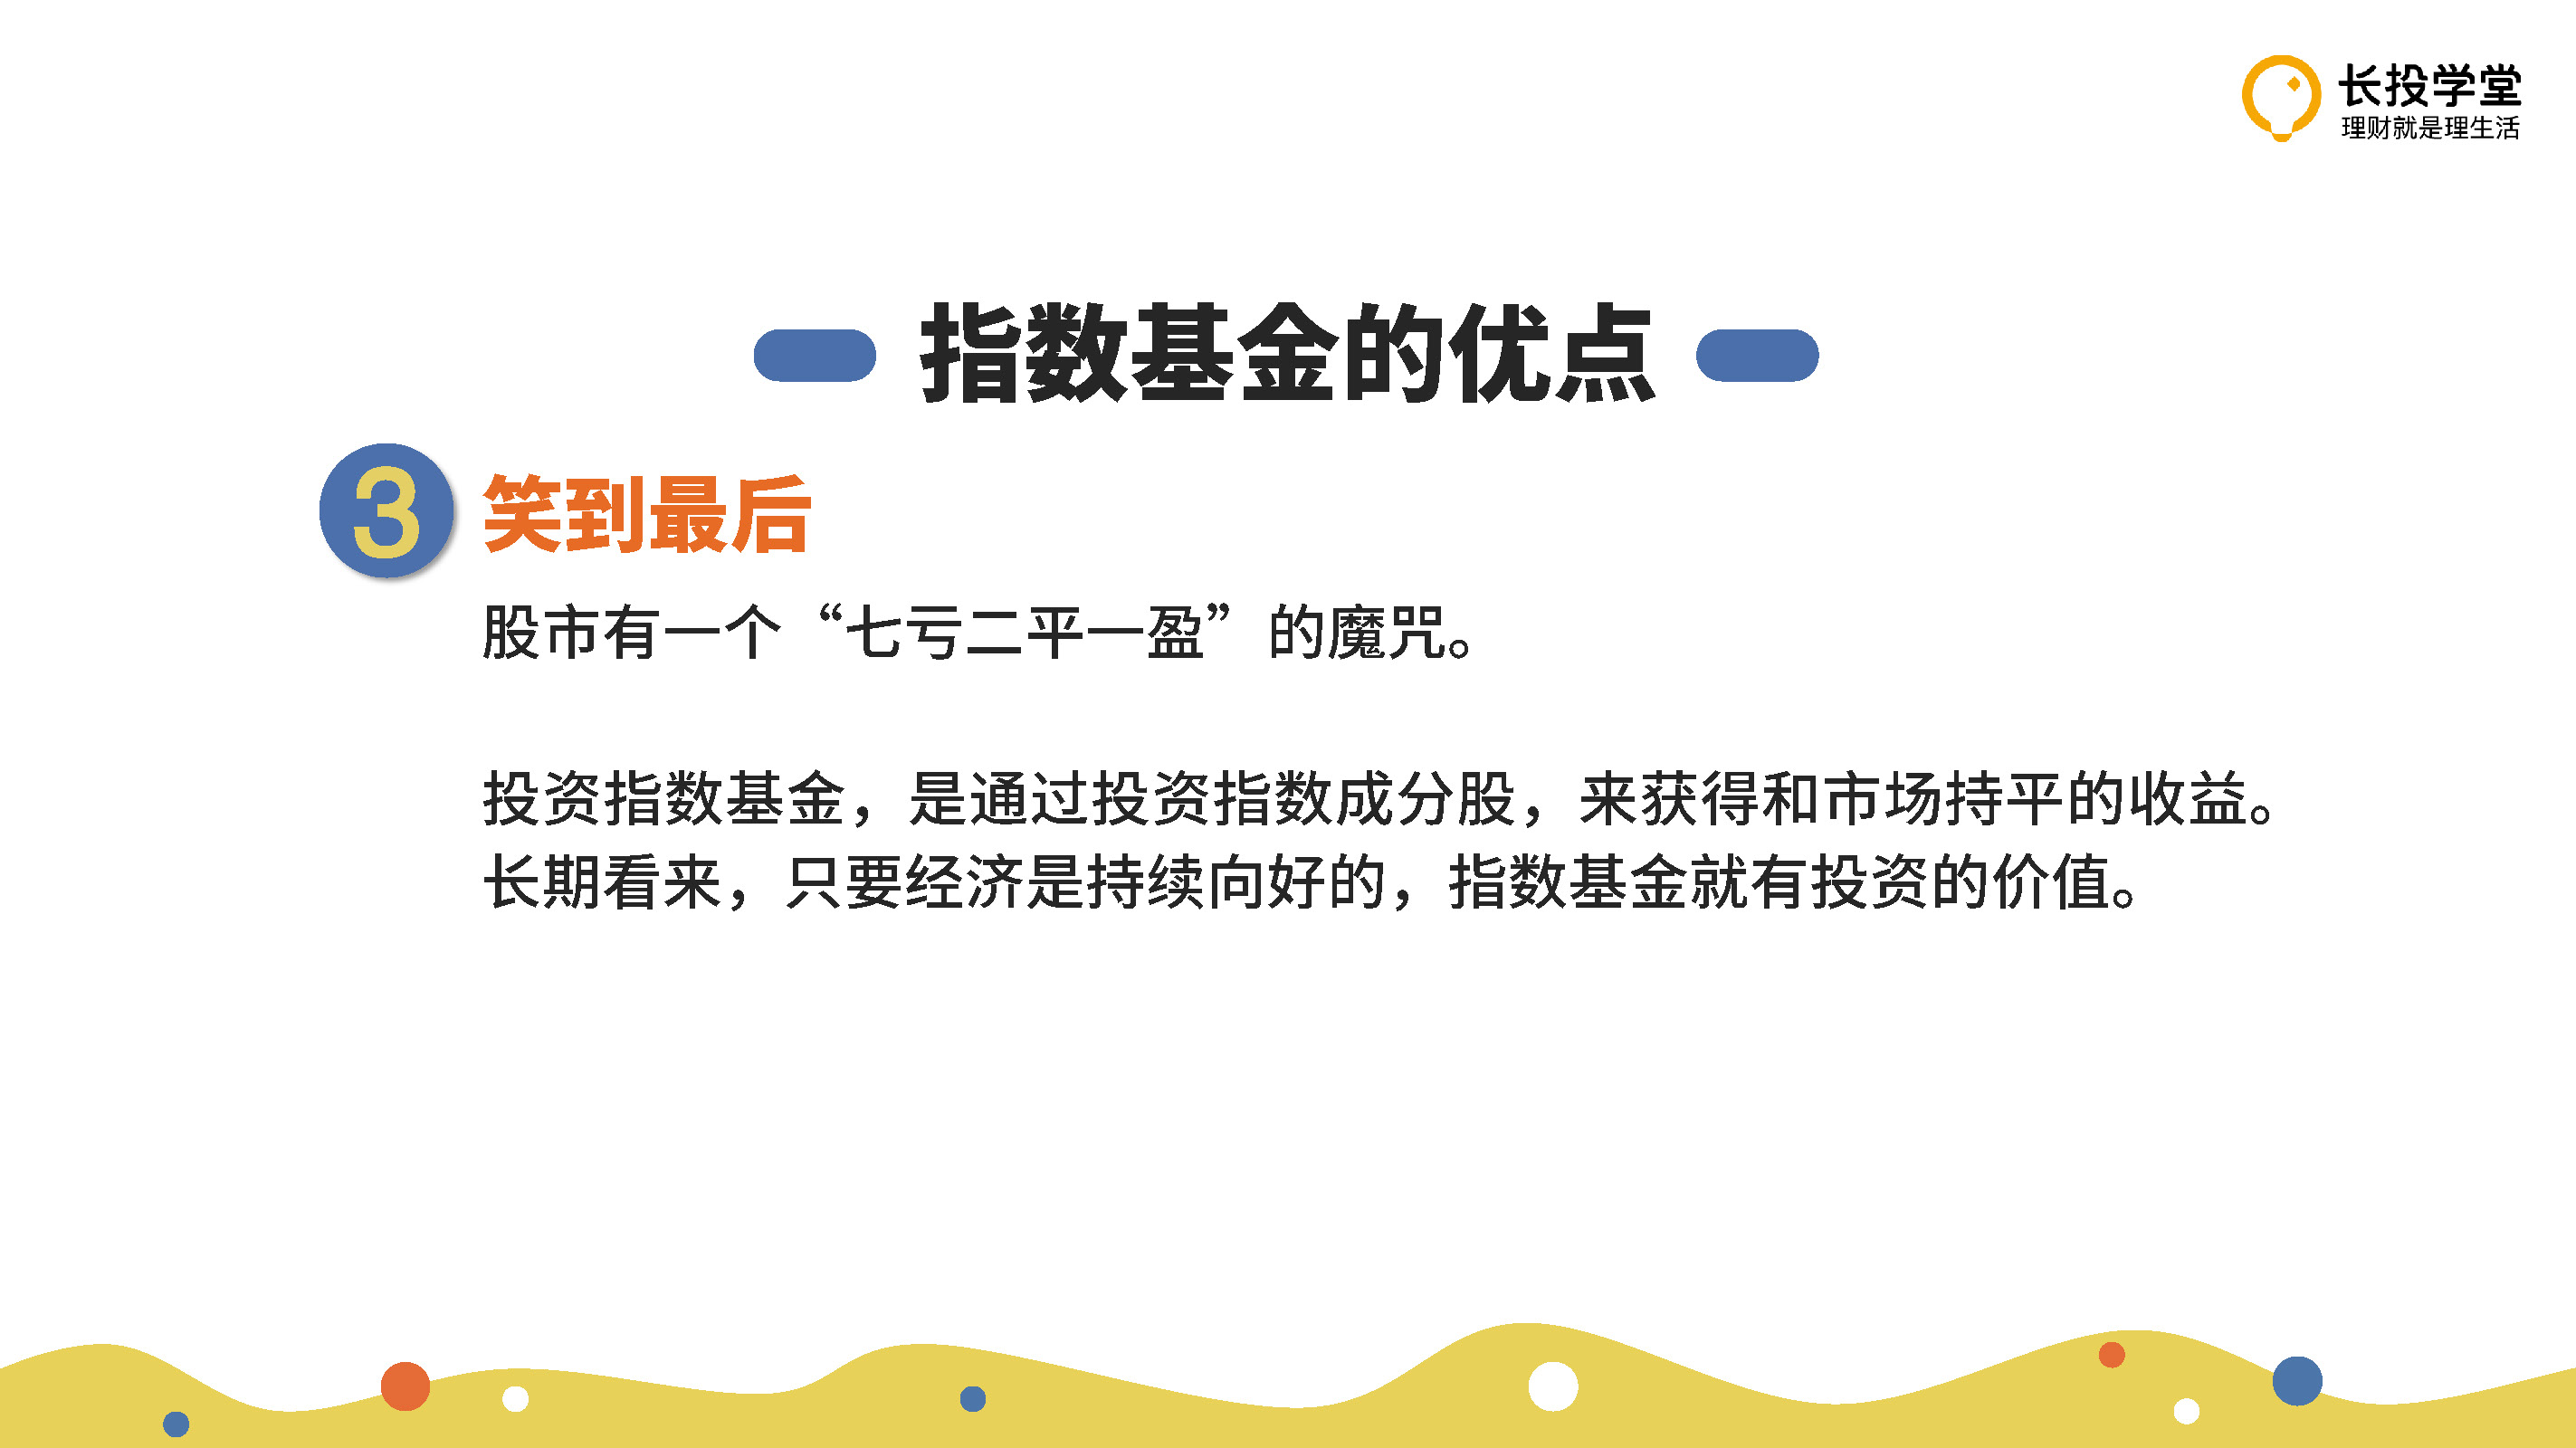 长投学堂
理财就是理生活
指数基金的优点
3 笑到最后
股市有一个“七亏二平一盈”的魔咒。
投资指数基金，是通过投资指数成分股，来获得和市场持平的收益。
长期看来，只要经济是持续向好的，指数基金就有投资的价值。